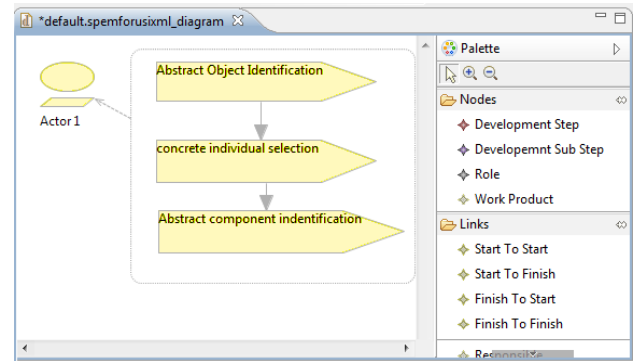 *default.spemforusixml_diagram
Palette
Nodes
Development Step
Developemnt Sub Step
Role
Work Product
Links
Start To Start
Start To Finish
Finish To Start
Finish To Finish
Abstract Object Identification
Actor 1
concrete individual selection
Abstract component indentification